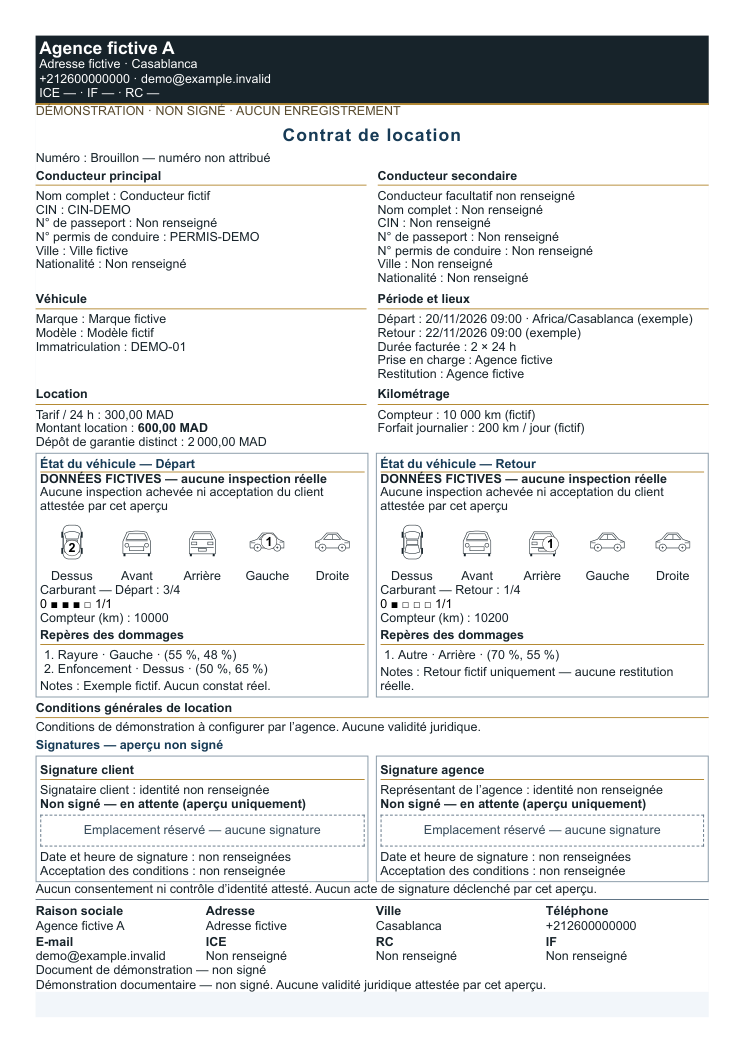 Agence fictive A
Adresse fictive · Casablanca
+212600000000 · demo@example.invalid
ICE — · IF — · RC —
DÉMONSTRATION · NON SIGNÉ · AUCUN ENREGISTREMENT
Contrat de location
Numéro : Brouillon — numéro non attribué
Conducteur principal
Nom complet : Conducteur fictif
CIN : CIN-DEMO
N° de passeport : Non renseigné
N° permis de conduire : PERMIS-DEMO
Ville : Ville fictive
Nationalité : Non renseigné
Conducteur secondaire
Conducteur facultatif non renseigné
Nom complet : Non renseigné
CIN : Non renseigné
N° de passeport : Non renseigné
N° permis de conduire : Non renseigné
Ville : Non renseigné
Nationalité : Non renseigné
Véhicule
Marque : Marque fictive
Modèle : Modèle fictif
Immatriculation : DEMO-01
Période et lieux
Départ : 20/11/2026 09:00 · Africa/Casablanca (exemple)
Retour : 22/11/2026 09:00 (exemple)
Durée facturée : 2 × 24 h
Prise en charge : Agence fictive
Restitution : Agence fictive
Location
Tarif / 24 h : 300,00 MAD
Montant location : 600,00 MAD
Dépôt de garantie distinct : 2 000,00 MAD
Kilométrage
Compteur : 10 000 km (fictif)
Forfait journalier : 200 km / jour (fictif)
État du véhicule — Départ
DONNÉES FICTIVES — aucune inspection réelle
Aucune inspection achevée ni acceptation du client
attestée par cet aperçu
2 1
Dessus Avant Arrière Gauche Droite
Carburant — Départ : 3/4
0 ■ ■ ■ □ 1/1
Compteur (km) : 10000
Repères des dommages
1. Rayure · Gauche · (55 %, 48 %)
2. Enfoncement · Dessus · (50 %, 65 %)
Notes : Exemple fictif. Aucun constat réel.
État du véhicule — Retour
DONNÉES FICTIVES — aucune inspection réelle
Aucune inspection achevée ni acceptation du client
attestée par cet aperçu
1
Dessus Avant Arrière Gauche Droite
Carburant — Retour : 1/4
0 ■ □ □ □ 1/1
Compteur (km) : 10200
Repères des dommages
1. Autre · Arrière · (70 %, 55 %)
Notes : Retour fictif uniquement — aucune restitution
réelle.
Conditions générales de location
Conditions de démonstration à configurer par l’agence. Aucune validité juridique.
Signatures — aperçu non signé
Signature client
Signataire client : identité non renseignée
Non signé — en attente (aperçu uniquement)
Emplacement réservé — aucune signature
Date et heure de signature : non renseignées
Acceptation des conditions : non renseignée
Signature agence
Représentant de l’agence : identité non renseignée
Non signé — en attente (aperçu uniquement)
Emplacement réservé — aucune signature
Date et heure de signature : non renseignées
Acceptation des conditions : non renseignée
Aucun consentement ni contrôle d’identité attesté. Aucun acte de signature déclenché par cet aperçu.
Raison sociale Adresse Ville Téléphone
Agence fictive A Adresse fictive Casablanca +212600000000
E-mail ICE RC IF
demo@example.invalid Non renseigné Non renseigné Non renseigné
Document de démonstration — non signé
Démonstration documentaire — non signé. Aucune validité juridique attestée par cet aperçu.